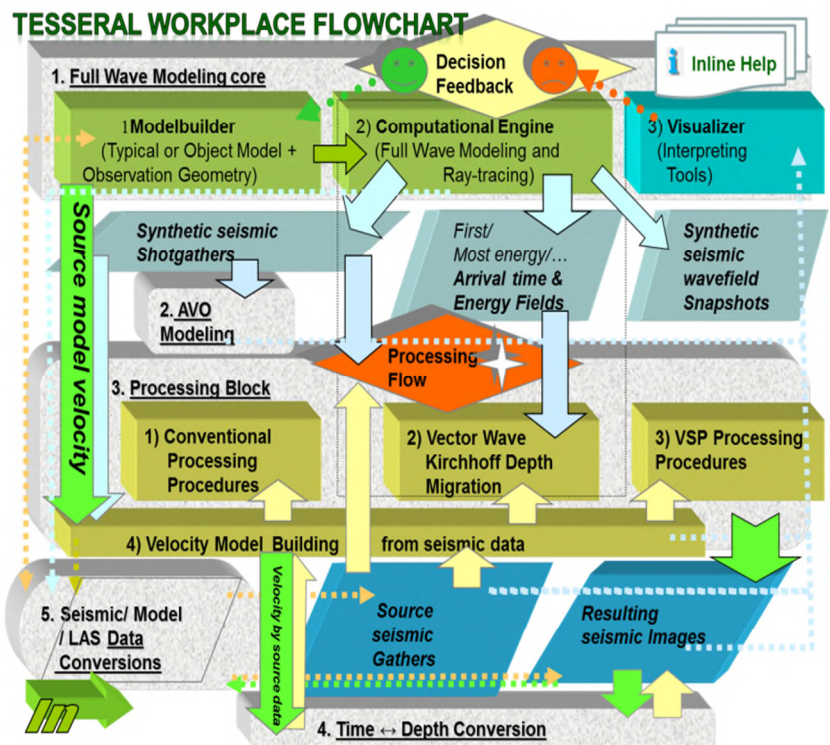 TESSERAL WORKPLACE FLOWCHART
1. Full Wave Modeling core
Decision
Feedback
i Inline Help
1 Modelbuilder
(Typical or Object Model +
Observation Geometry)
2) Computational Engine
(Full Wave Modeling and
Ray-tracing)
3) Visualizer
(Interpreting
Tools)
Source model velocity
Synthetic seismic
Shotgathers
First/
Most energy/...
Arrival time &
Energy Fields
Synthetic
seismic
wavefield
Snapshots
2. AVO
Modeling
Processing
Flow
3. Processing Block
1) Conventional
Processing
Procedures
2) Vector Wave
Kirchhoff Depth
Migration
3) VSP Processing
Procedures
4) Velocity Model Building from seismic data
5. Seismic/ Model
/ LAS Data
Conversions
Velocity by source data
Source
seismic
Gathers
Resulting
seismic Images
In
4. Time ↔ Depth Conversion